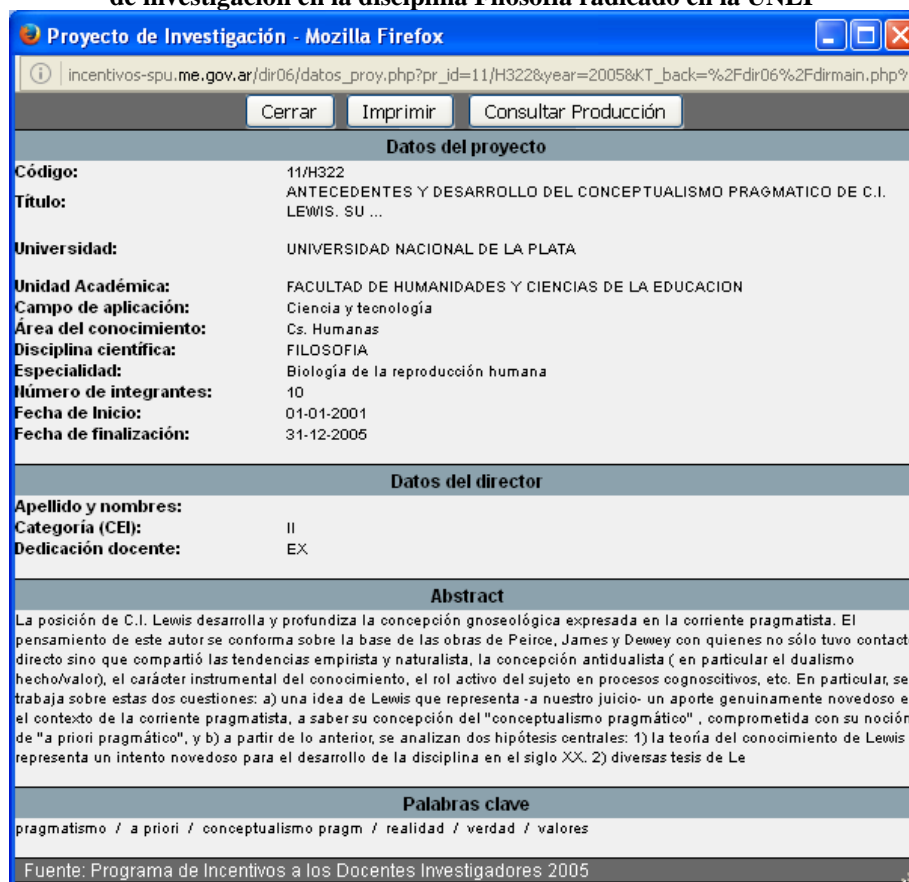 de investigación en la disciplina Filosofía radicado en la UNLP
Proyecto de Investigación - Mozilla Firefox
incentivos-spu.me.gov.ar/dir06/datos_proy.php?pr_id=11/H322&year=2005&KT_back=%2Fdir06%2Fdirmain.php%
Cerrar Imprimir Consultar Producción
Datos del proyecto
Código: 11/H322
Título: ANTECEDENTES Y DESARROLLO DEL CONCEPTUALISMO PRAGMATICO DE C.I.
LEWIS. SU ...
Universidad: UNIVERSIDAD NACIONAL DE LA PLATA
Unidad Académica: FACULTAD DE HUMANIDADES Y CIENCIAS DE LA EDUCACION
Campo de aplicación: Ciencia y tecnología
Área del conocimiento: Cs. Humanas
Disciplina científica: FILOSOFIA
Especialidad: Biología de la reproducción humana
Número de integrantes: 10
Fecha de Inicio: 01-01-2001
Fecha de finalización: 31-12-2005
Datos del director
Apellido y nombres:
Categoría (CEI): II
Dedicación docente: EX
Abstract
La posición de C.I. Lewis desarrolla y profundiza la concepción gnoseológica expresada en la corriente pragmatista. El
pensamiento de este autor se conforma sobre la base de las obras de Peirce, James y Dewey con quienes no sólo tuvo contact
directo sino que compartió las tendencias empirista y naturalista, la concepción antidualista ( en particular el dualismo
hecho/valor), el carácter instrumental del conocimiento, el rol activo del sujeto en procesos cognoscitivos, etc. En particular, se
trabaja sobre estas dos cuestiones: a) una idea de Lewis que representa -a nuestro juicio- un aporte genuinamente novedoso e
el contexto de la corriente pragmatista, a saber su concepción del "conceptualismo pragmático" , comprometida con su noción
de "a priori pragmático", y b) a partir de lo anterior, se analizan dos hipótesis centrales: 1) la teoría del conocimiento de Lewis
representa un intento novedoso para el desarrollo de la disciplina en el siglo XX. 2) diversas tesis de Le
Palabras clave
pragmatismo / a priori / conceptualismo pragm / realidad / verdad / valores
Fuente: Programa de Incentivos a los Docentes Investigadores 2005